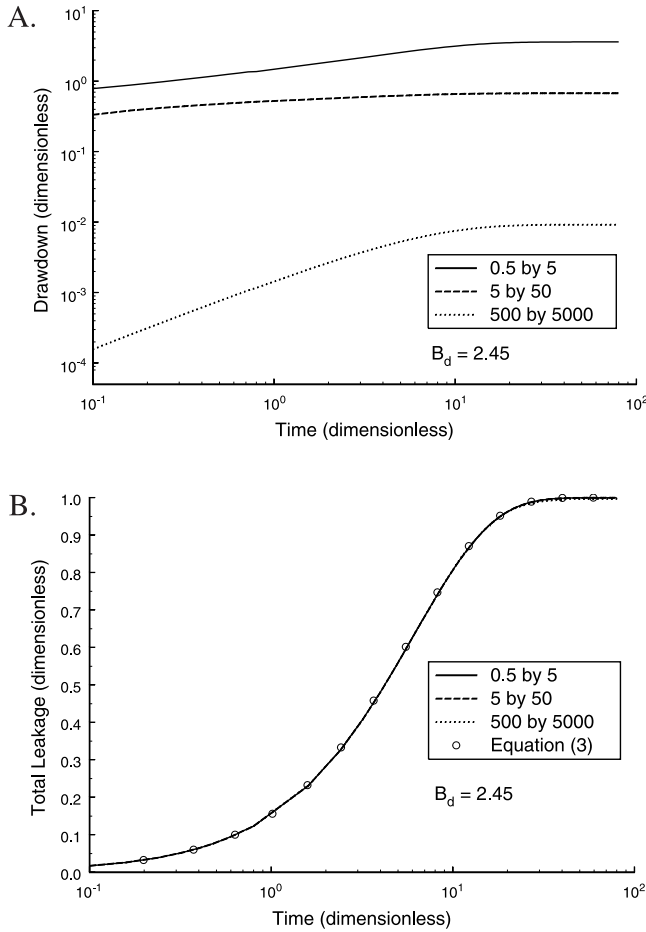 A.
10^1
10^0
10^-1
10^-2
10^-3
10^-4
Drawdown (dimensionless)
0.5 by 5
5 by 50
500 by 5000
B_d = 2.45
10^-1
10^0
10^1
10^2
Time (dimensionless)
B.
1.0
0.9
0.8
0.7
0.6
0.5
0.4
0.3
0.2
0.1
0.0
Total Leakage (dimensionless)
0.5 by 5
5 by 50
500 by 5000
Equation (3)
B_d = 2.45
10^-1
10^0
10^1
10^2
Time (dimensionless)